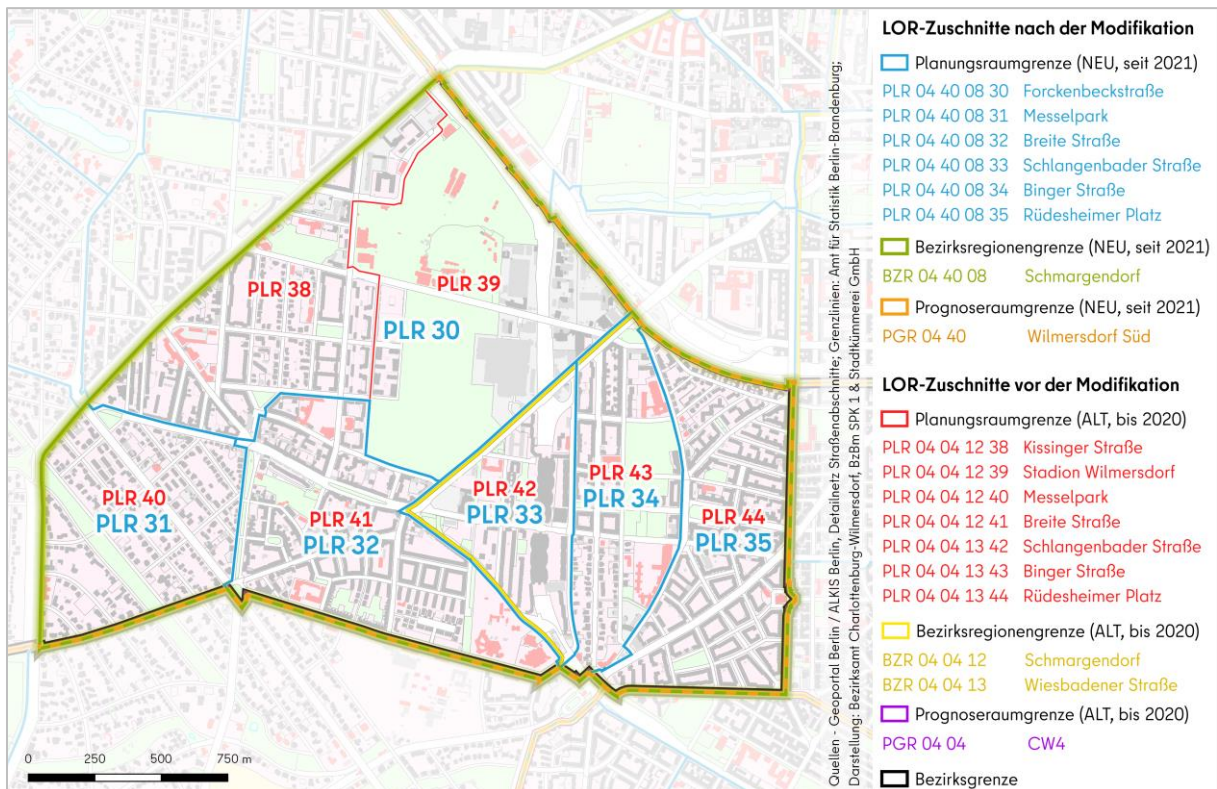 PLR 38
PLR 39
PLR 30
PLR 40
PLR 31
PLR 41
PLR 32
PLR 42
PLR 33
PLR 43
PLR 34
PLR 44
PLR 35
0 250 500 750 m
Quellen - Geoportal Berlin / ALKIS Berlin, Detailnetz Straßenabschnitte; Grenzlinien: Amt für Statistik Berlin-Brandenburg;
Darstellung: Bezirksamt Charlottenburg-Wilmersdorf, BzBm SPK 1 & Stadtkümmerei GmbH
LOR-Zuschnitte nach der Modifikation
Planungsraumgrenze (NEU, seit 2021)
PLR 04 40 08 30 Forckenbeckstraße
PLR 04 40 08 31 Messelpark
PLR 04 40 08 32 Breite Straße
PLR 04 40 08 33 Schlangenbader Straße
PLR 04 40 08 34 Binger Straße
PLR 04 40 08 35 Rüdesheimer Platz
Bezirksregionengrenze (NEU, seit 2021)
BZR 04 40 08 Schmargendorf
Prognoseraumgrenze (NEU, seit 2021)
PGR 04 40 Wilmersdorf Süd
LOR-Zuschnitte vor der Modifikation
Planungsraumgrenze (ALT, bis 2020)
PLR 04 04 12 38 Kissinger Straße
PLR 04 04 12 39 Stadion Wilmersdorf
PLR 04 04 12 40 Messelpark
PLR 04 04 12 41 Breite Straße
PLR 04 04 13 42 Schlangenbader Straße
PLR 04 04 13 43 Binger Straße
PLR 04 04 13 44 Rüdesheimer Platz
Bezirksregionengrenze (ALT, bis 2020)
BZR 04 04 12 Schmargendorf
BZR 04 04 13 Wiesbadener Straße
Prognoseraumgrenze (ALT, bis 2020)
PGR 04 04 CW4
Bezirksgrenze